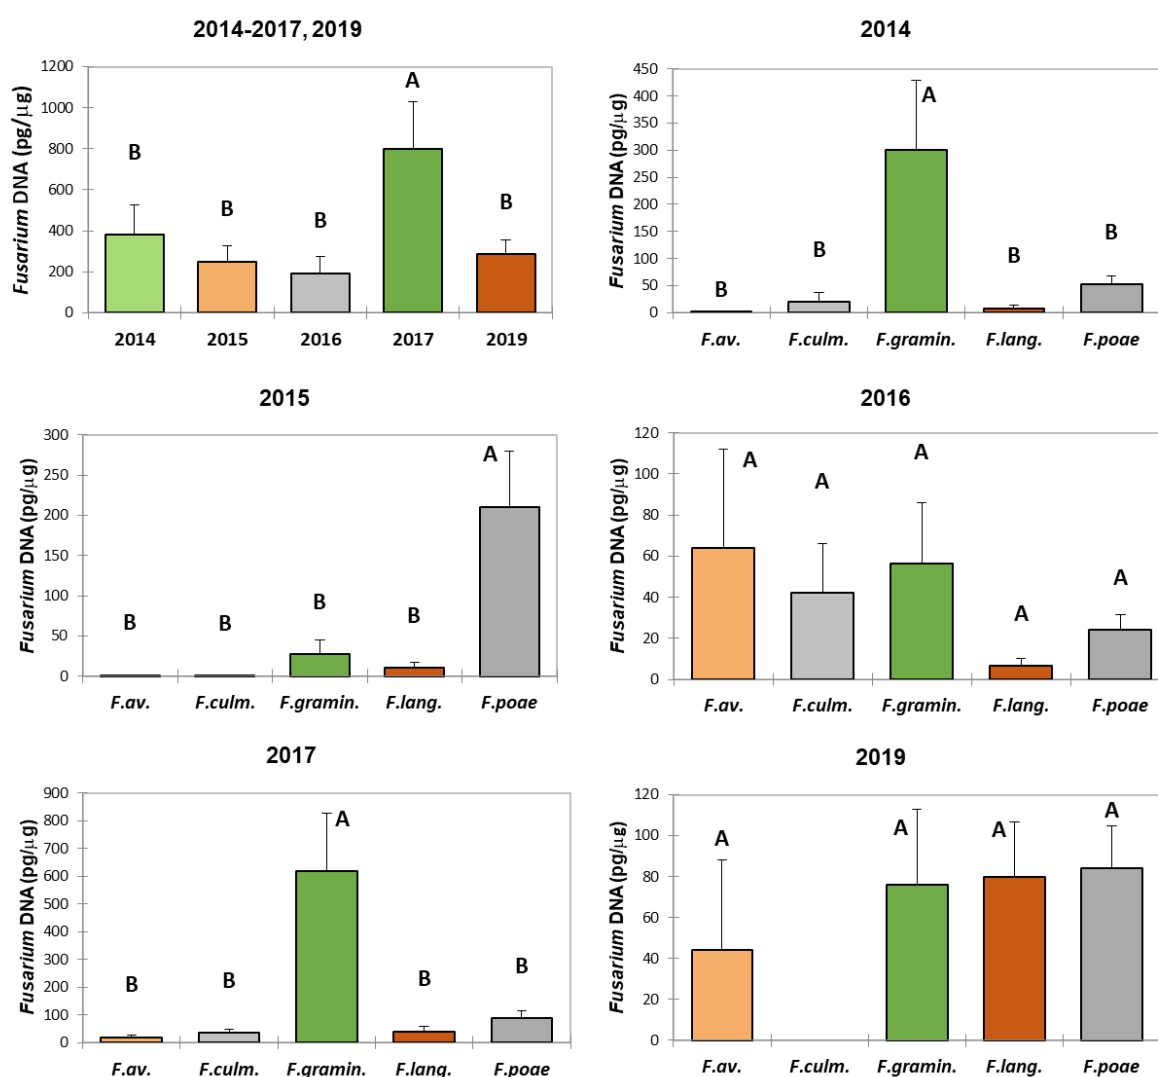 2014-2017, 2019
Fusarium DNA (pg/µg)
1200
1000
800
600
400
200
0
B
B
B
A
B
2014 2015 2016 2017 2019
2014
Fusarium DNA (pg/µg)
450
400
350
300
250
200
150
100
50
0
B
B
A
B
B
F.av. F.culm. F.gramin. F.lang. F.poae
2015
Fusarium DNA (pg/µg)
300
250
200
150
100
50
0
B
B
B
B
A
F.av. F.culm. F.gramin. F.lang. F.poae
2016
Fusarium DNA (pg/µg)
120
100
80
60
40
20
0
A
A
A
A
A
F.av. F.culm. F.gramin. F.lang. F.poae
2017
Fusarium DNA (pg/µg)
900
800
700
600
500
400
300
200
100
0
B
B
A
B
B
F.av. F.culm. F.gramin. F.lang. F.poae
2019
Fusarium DNA (pg/µg)
120
100
80
60
40
20
0
A
A
A
A
F.av. F.culm. F.gramin. F.lang. F.poae